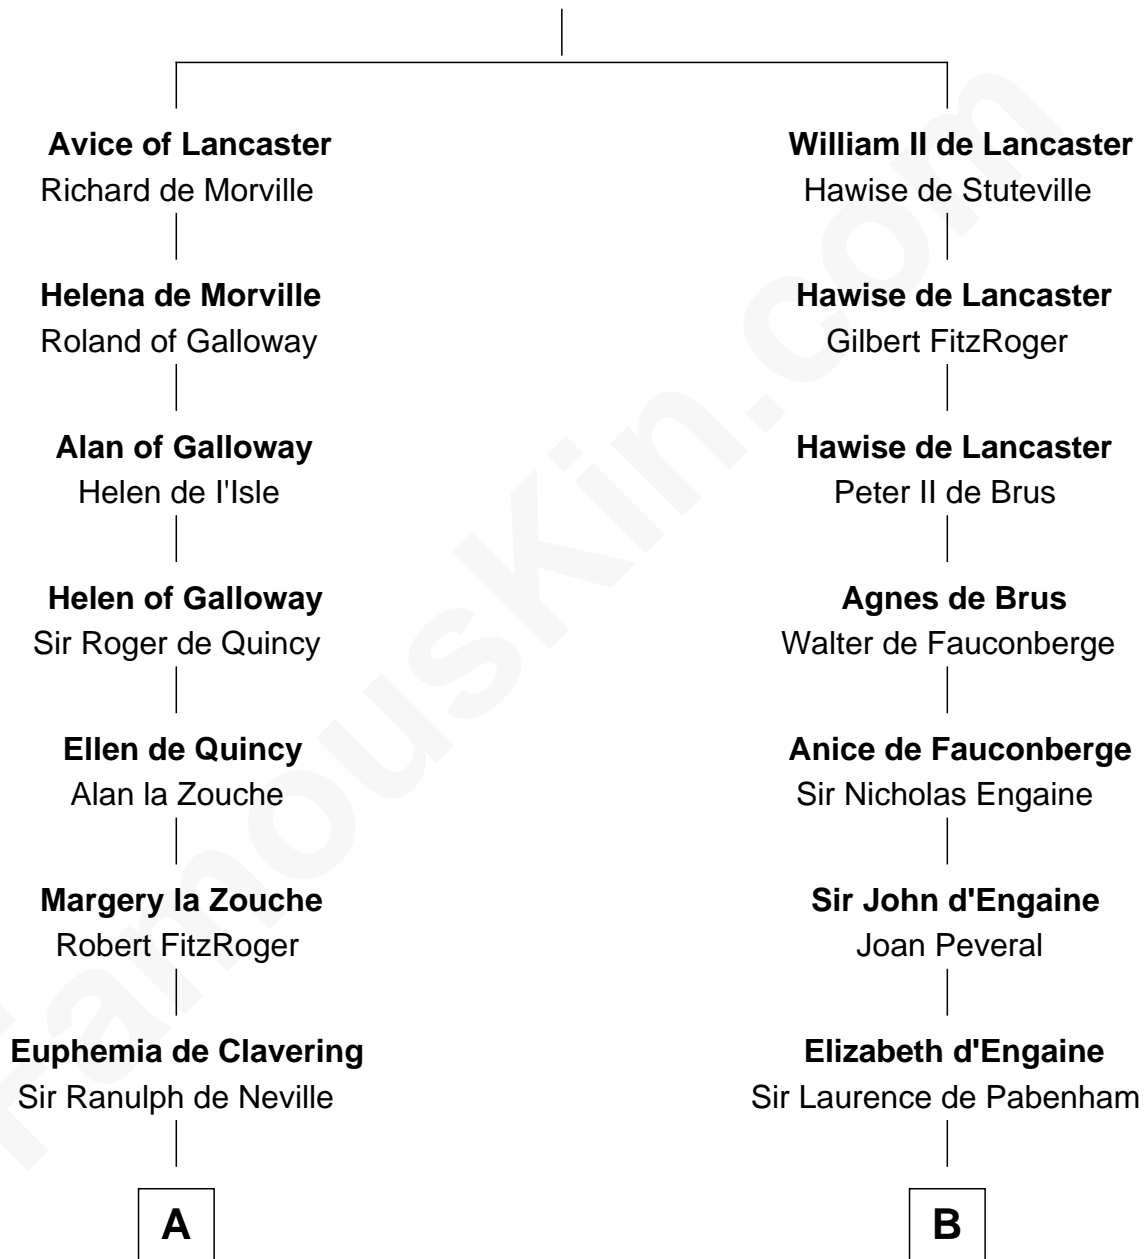 Avice of Lancaster
Richard de Morville
Helena de Morville
Roland of Galloway
Alan of Galloway
Helen de I'Isle
Helen of Galloway
Sir Roger de Quincy
Ellen de Quincy
Alan la Zouche
Margery la Zouche
Robert FitzRoger
Euphemia de Clavering
Sir Ranulph de Neville
A
William II de Lancaster
Hawise de Stuteville
Hawise de Lancaster
Gilbert FitzRoger
Hawise de Lancaster
Peter II de Brus
Agnes de Brus
Walter de Fauconberge
Anice de Fauconberge
Sir Nicholas Engaine
Sir John d'Engaine
Joan Peveral
Elizabeth d'Engaine
Sir Laurence de Pabenham
B
FamousKin.com